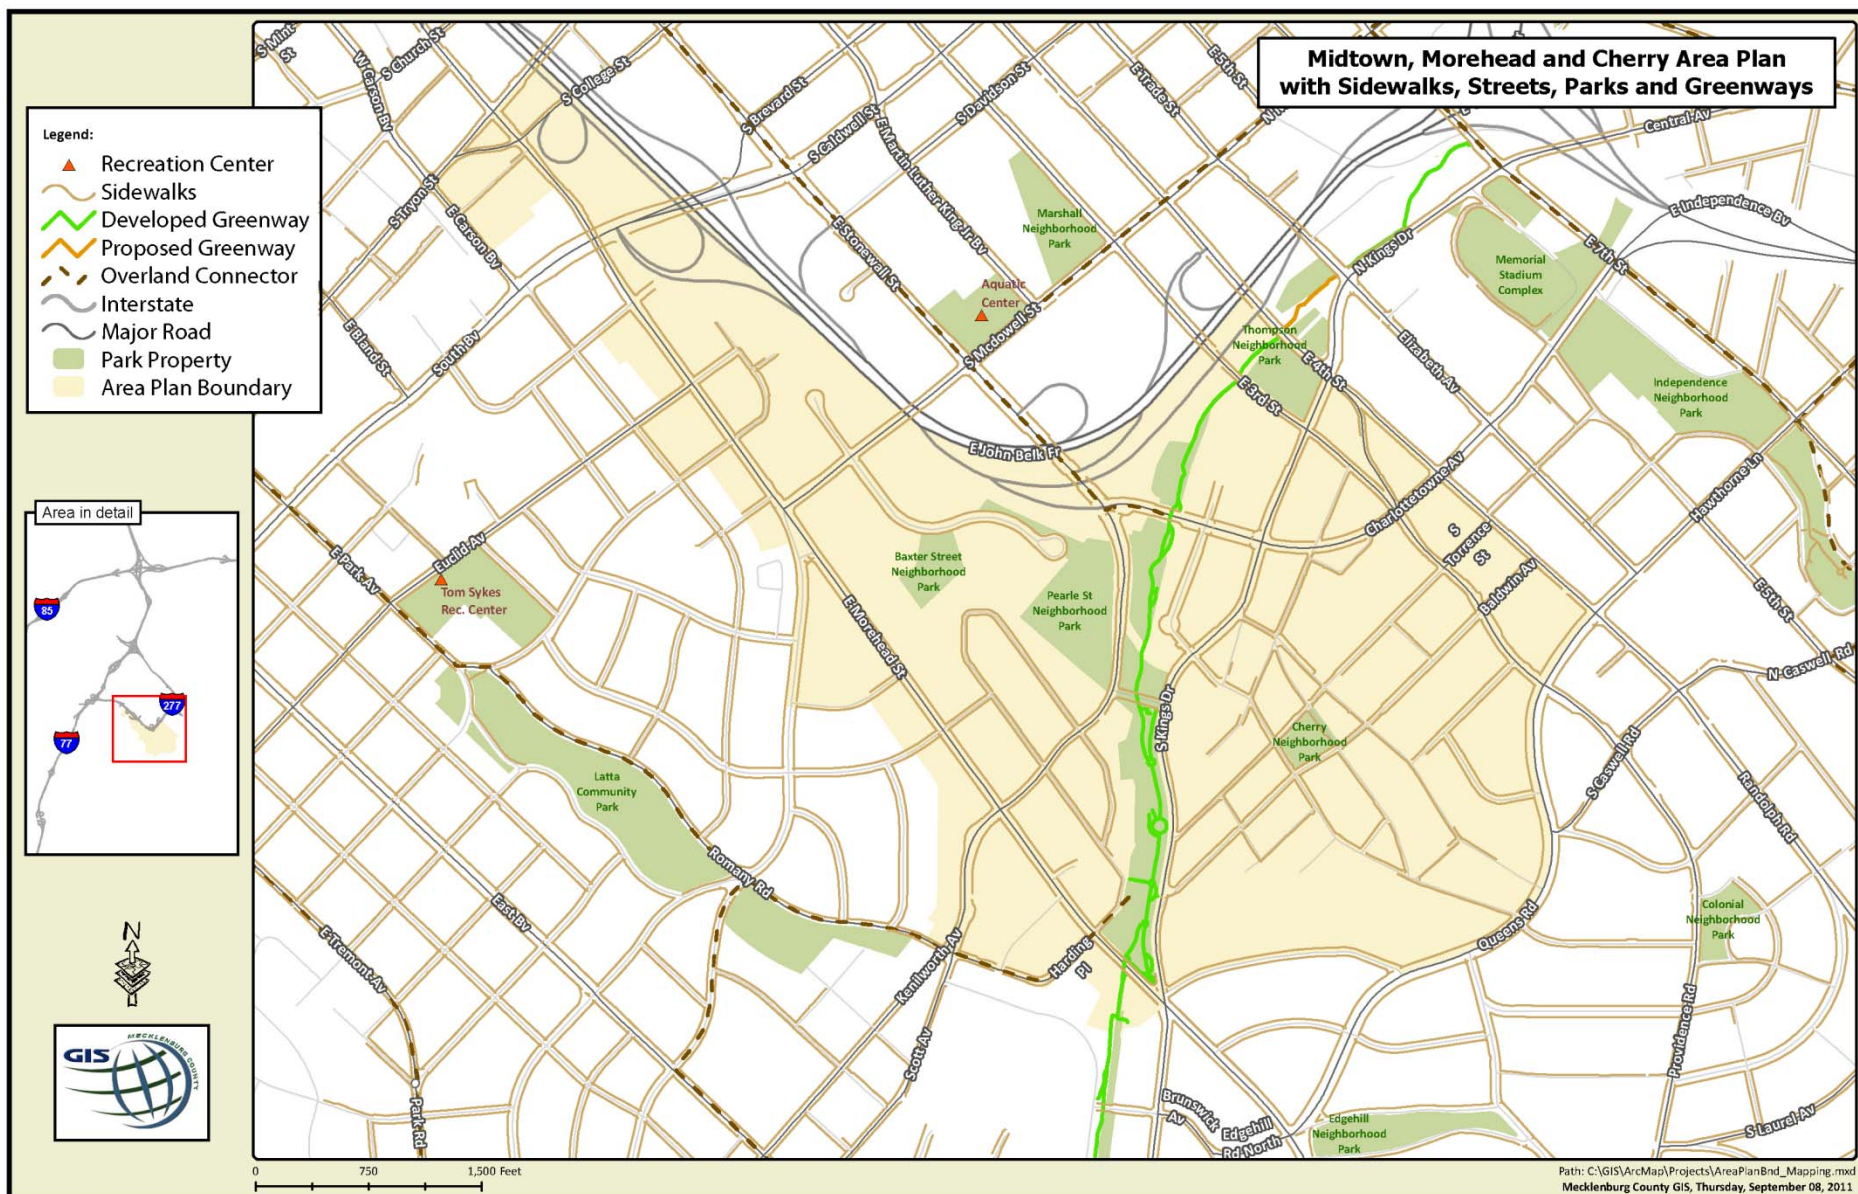 Midtown, Morehead and Cherry Area Plan
with Sidewalks, Streets, Parks and Greenways
Legend:
Recreation Center
Sidewalks
Developed Greenway
Proposed Greenway
Overland Connector
Interstate
Major Road
Park Property
Area Plan Boundary
Area in detail
85
277
77
N
GIS
MECKLENBURG COUNTY
S Mint
St
W Carson Bv
S Church St
S College St
S Brevard St
S Caldwell St
E Martin Luther King Jr Bv
S Davidson St
E Trade St
E 5th St
Central Av
E Independence Bv
S Tryon St
E Carson Bv
E Stonewall St
Marshall
Neighborhood
Park
Aquatic
Center
S Mcdowell St
N Kings Dr
Memorial
Stadium
Complex
E 7th St
E Bland St
South Bv
Thompson
Neighborhood
Park
E 4th St
E 3rd St
Elizabeth Av
Independence
Neighborhood
Park
E John Belk Fr
Charlottetowne Av
Hawthorne Ln
S
Torrence
St
Baldwin Av
E 5th St
N Caswell Rd
Euclid Av
E Park Av
Tom Sykes
Rec. Center
Baxter Street
Neighborhood
Park
Pearle St
Neighborhood
Park
E Morehead St
S Kings Dr
Cherry
Neighborhood
Park
S Caswell Rd
Randolph Rd
Latta
Community
Park
Romany Rd
East Bv
E Tremont Av
Park Rd
Kenilworth Av
Scott Av
Harding
Pl
Queens Rd
Colonial
Neighborhood
Park
Providence Rd
Brunswick
Av
Edgehill
Rd North
Edgehill
Neighborhood
Park
S Laurel Av
0 750 1,500 Feet
Path: C:\GIS\ArcMap\Projects\AreaPlanBnd_Mapping.mxd
Mecklenburg County GIS, Thursday, September 08, 2011